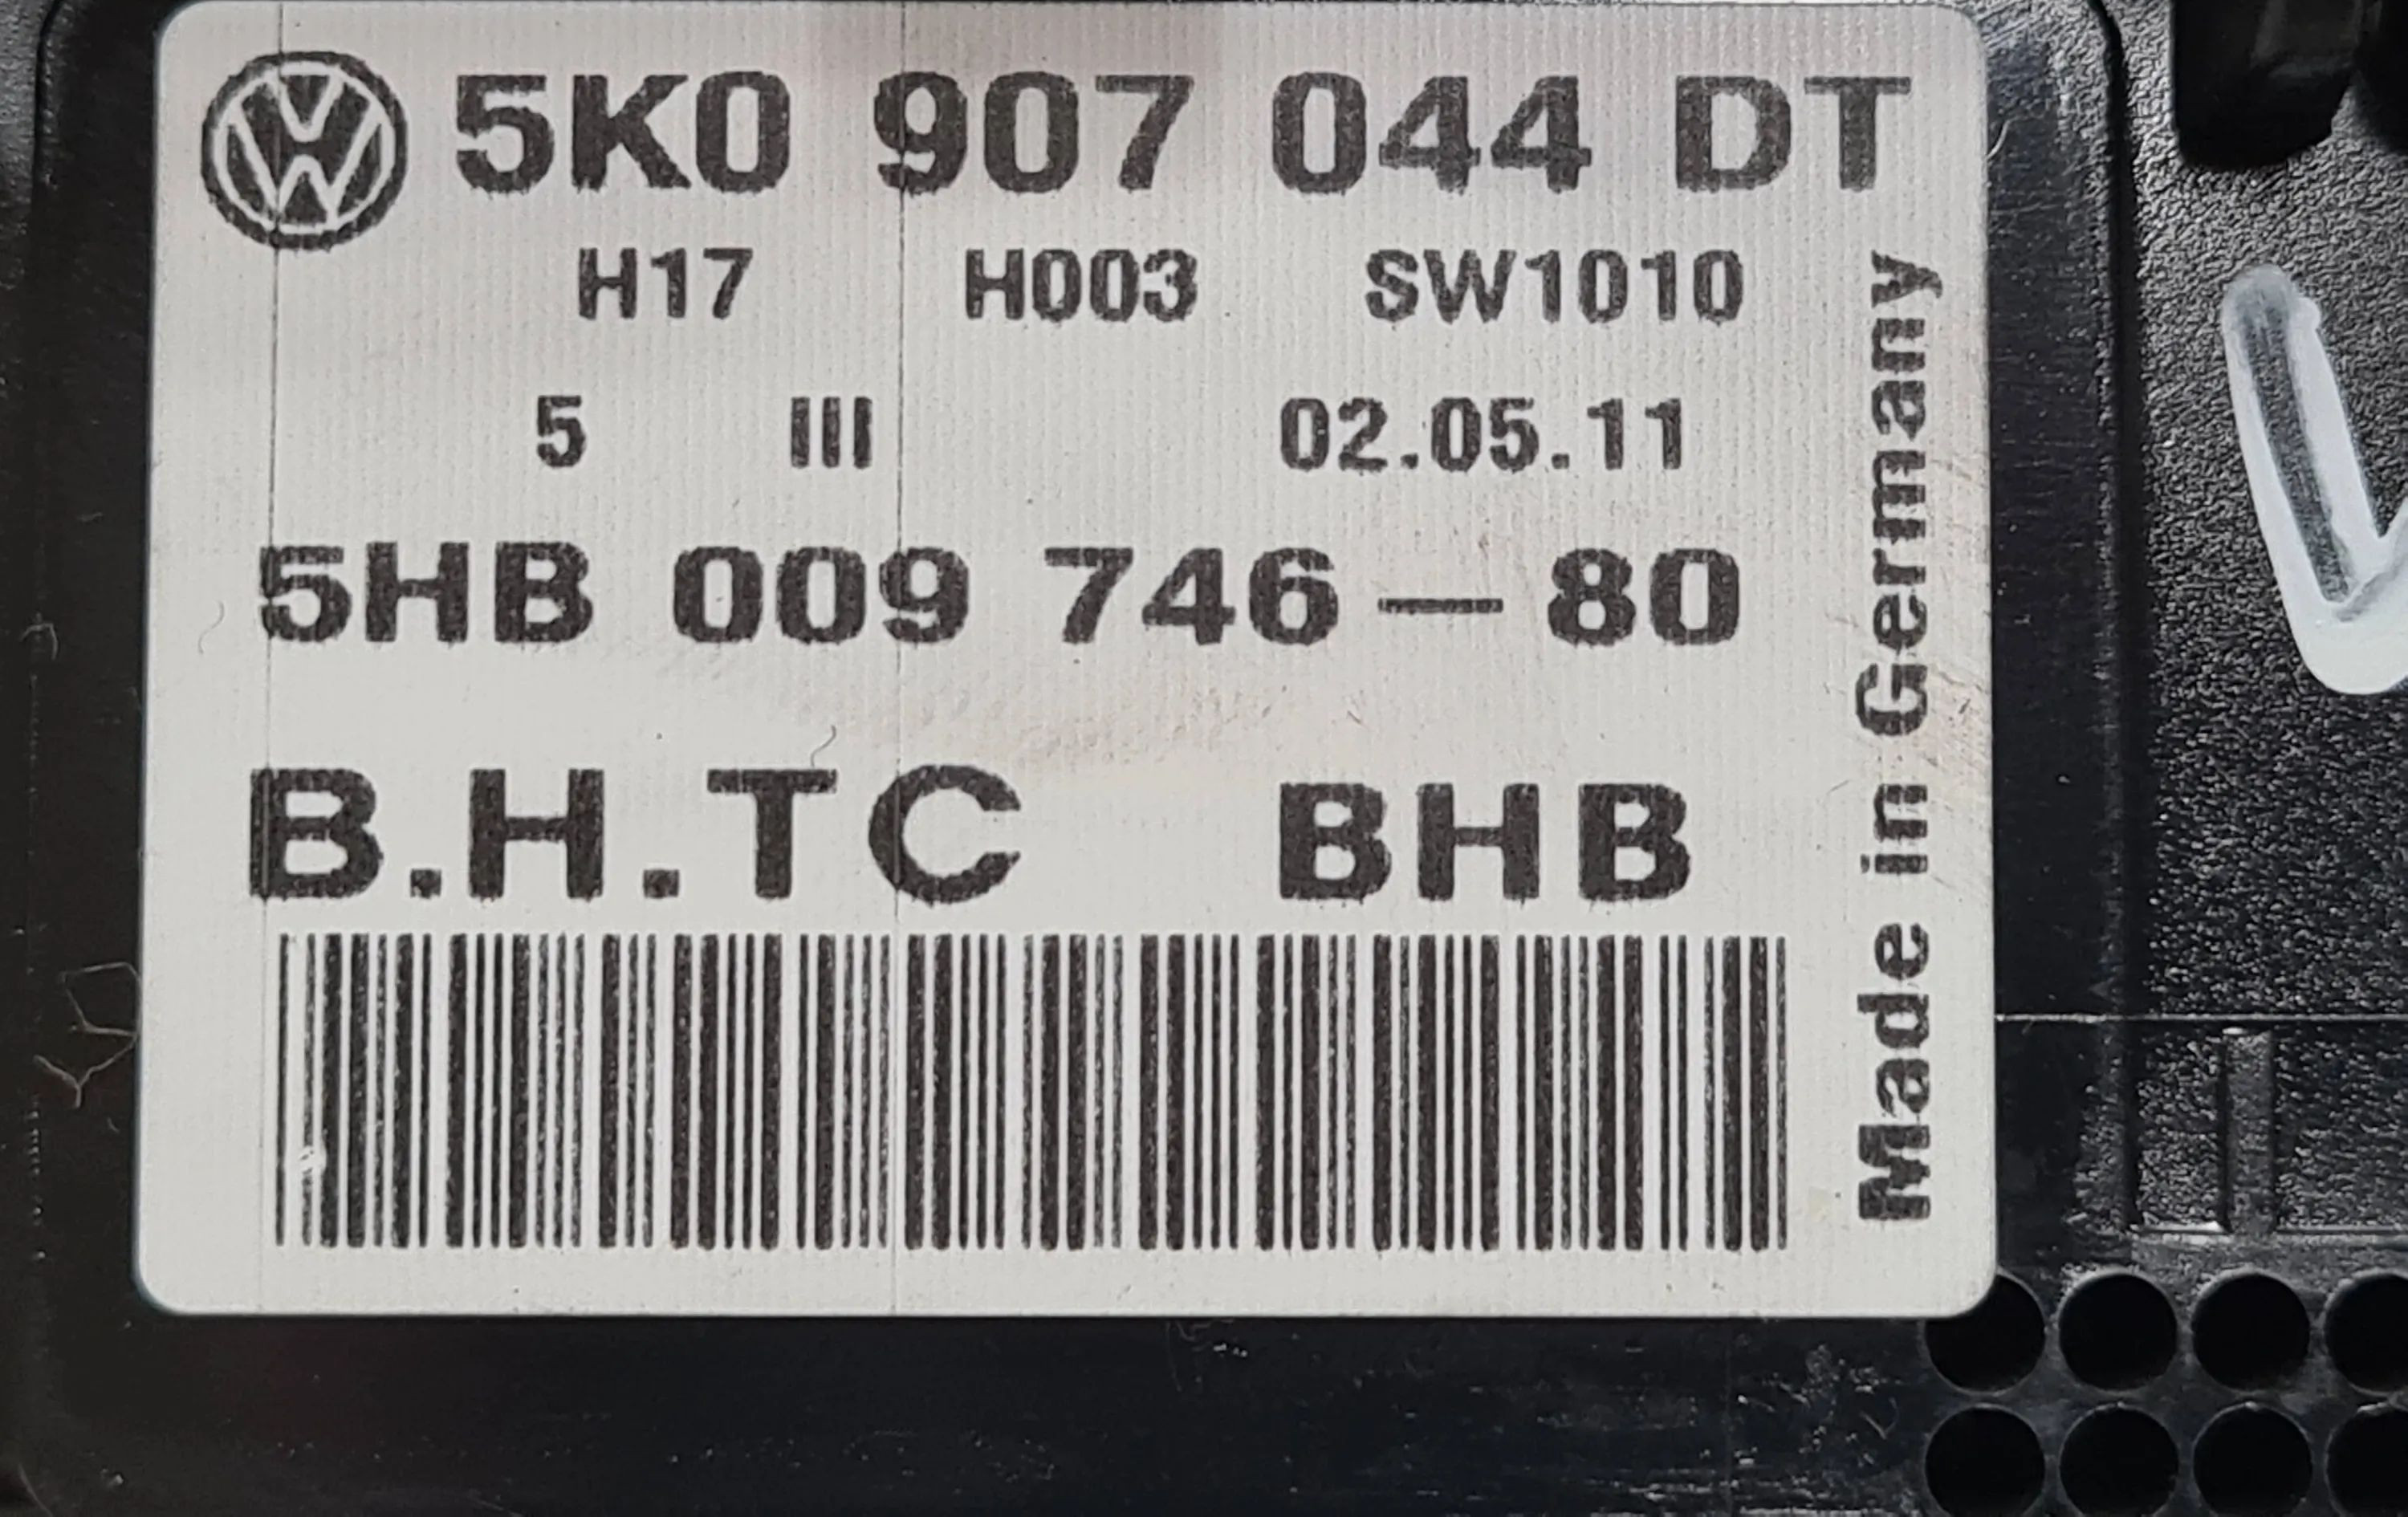 5K0 907 044 DT
H17 H003 SW1010
5 III 02.05.11
5HB 009 746-80
B.H.TC BHB
Made in Germany